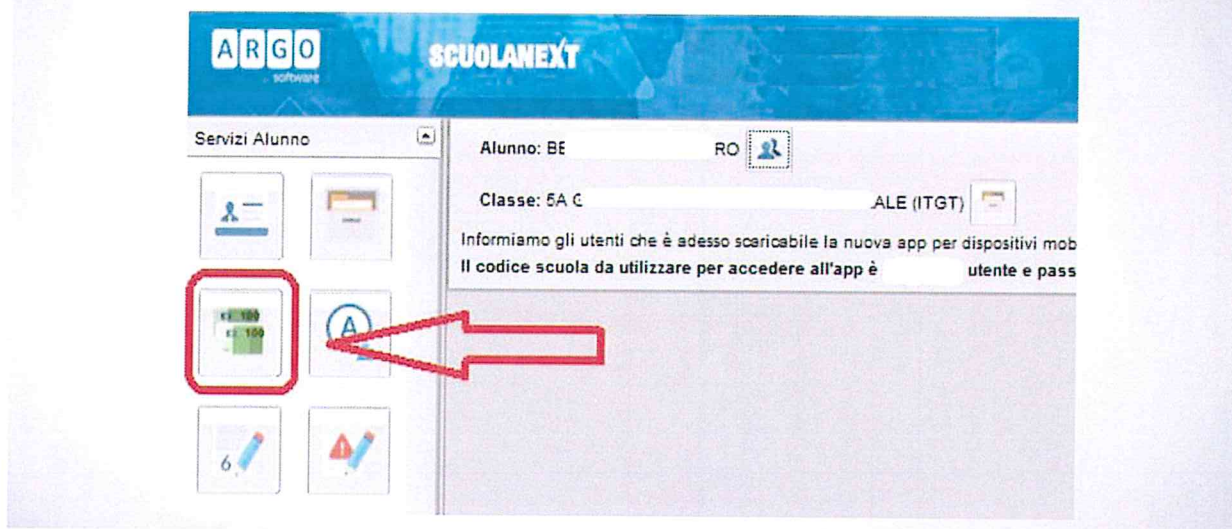 ARGO
software
SCUOLANEXT
Servizi Alunno
Alunno: BE RO
Classe: 5A ALE (ITGT)
Informiamo gli utenti che è adesso scaricabile la nuova app per dispositivi mob
Il codice scuola da utilizzare per accedere all'app è utente e pass
100
100
A
6